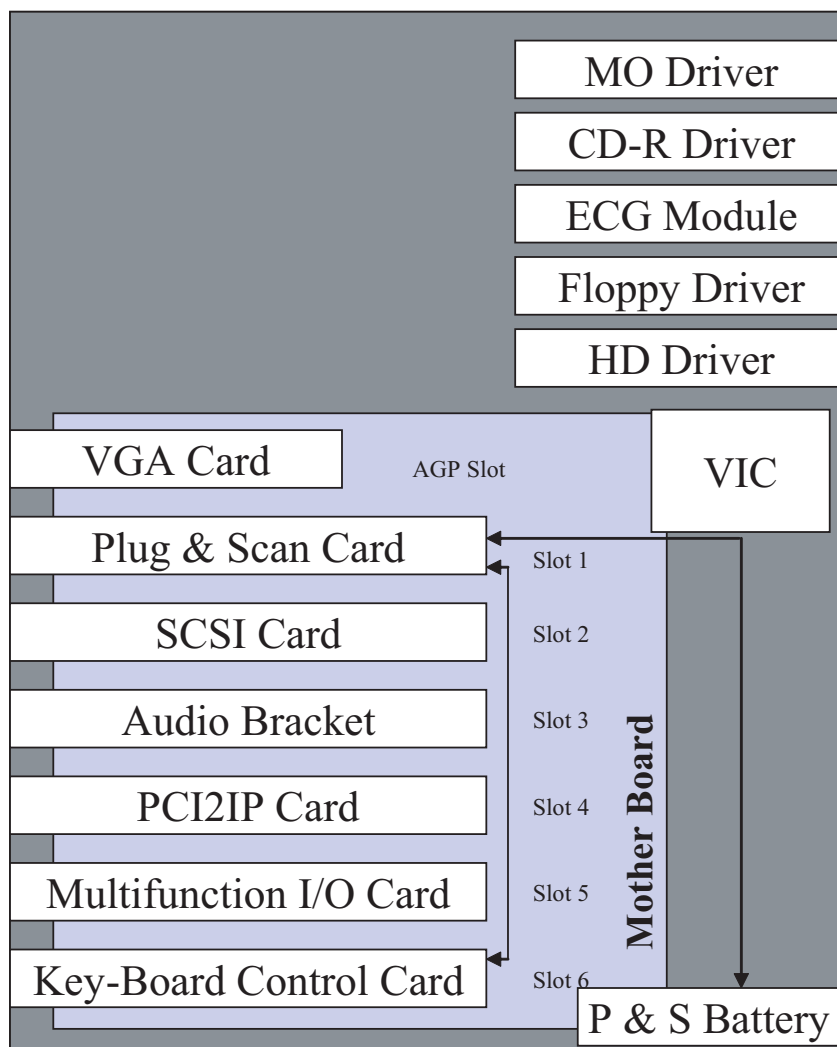 MO Driver
CD-R Driver
ECG Module
Floppy Driver
HD Driver
VGA Card
AGP Slot
VIC
Plug & Scan Card
Slot 1
SCSI Card
Slot 2
Audio Bracket
Slot 3
PCI2IP Card
Slot 4
Multifunction I/O Card
Slot 5
Key-Board Control Card
Slot 6
Mother Board
P & S Battery